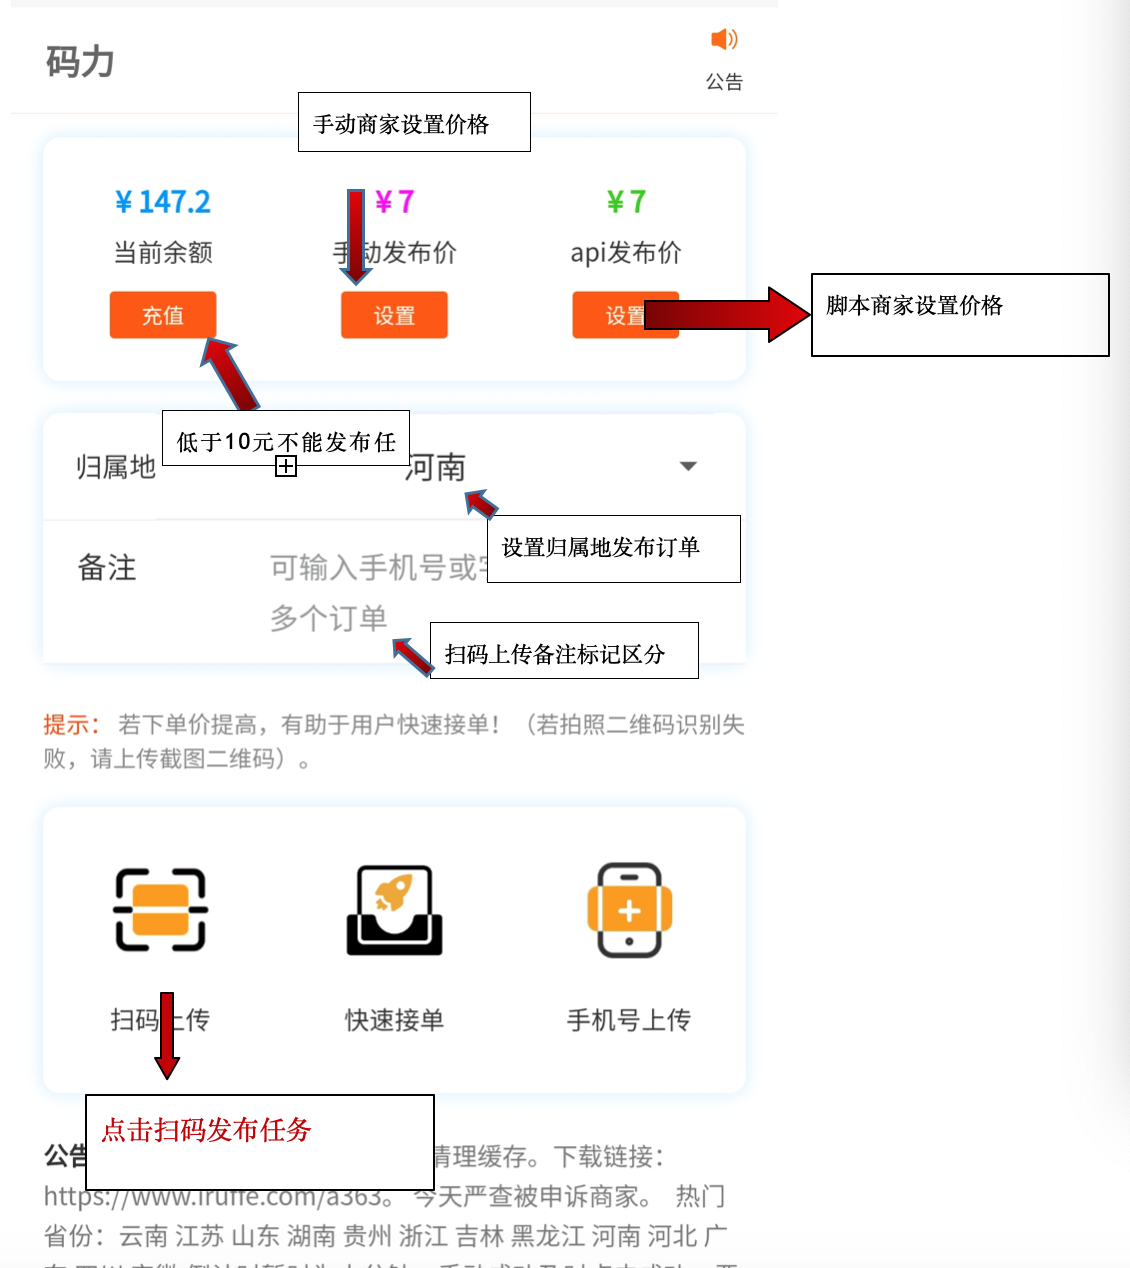 码力
公告
手动商家设置价格
¥ 147.2
¥ 7
¥ 7
当前余额
手动发布价
api发布价
充值
设置
设置
脚本商家设置价格
低于10元不能发布任
归属地
河南
设置归属地发布订单
备注
可输入手机号或
多个订单
扫码上传备注标记区分
提示： 若下单价提高，有助于用户快速接单！（若拍照二维码识别失
败，请上传截图二维码）。
扫码上传
快速接单
手机号上传
点击扫码发布任务
公告
清理缓存。下载链接：
https://www.iruffe.com/a363。 今天严查被申诉商家。 热门
省份：云南 江苏 山东 湖南 贵州 浙江 吉林 黑龙江 河南 河北 广